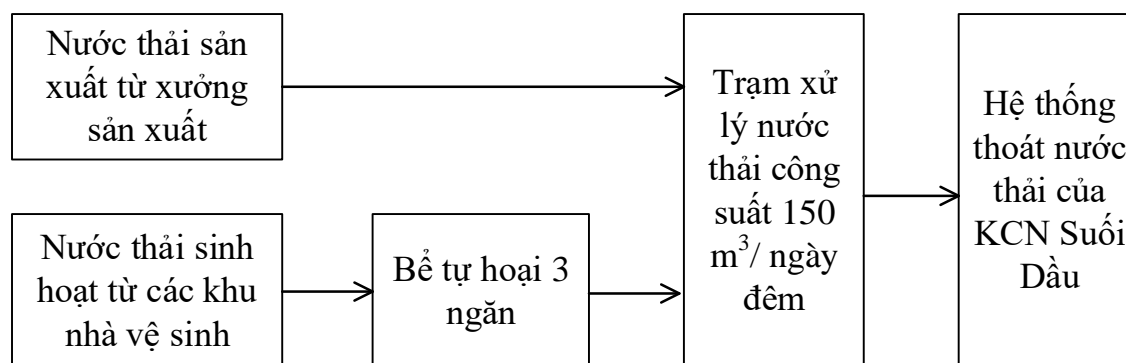 Nước thải sản
xuất từ xưởng
sản xuất
Nước thải sinh
hoạt từ các khu
nhà vệ sinh
Bể tự hoại 3
ngăn
Trạm xử
lý nước
thải công
suất 150
m³/ ngày
đêm
Hệ thống
thoát nước
thải của
KCN Suối
Dầu